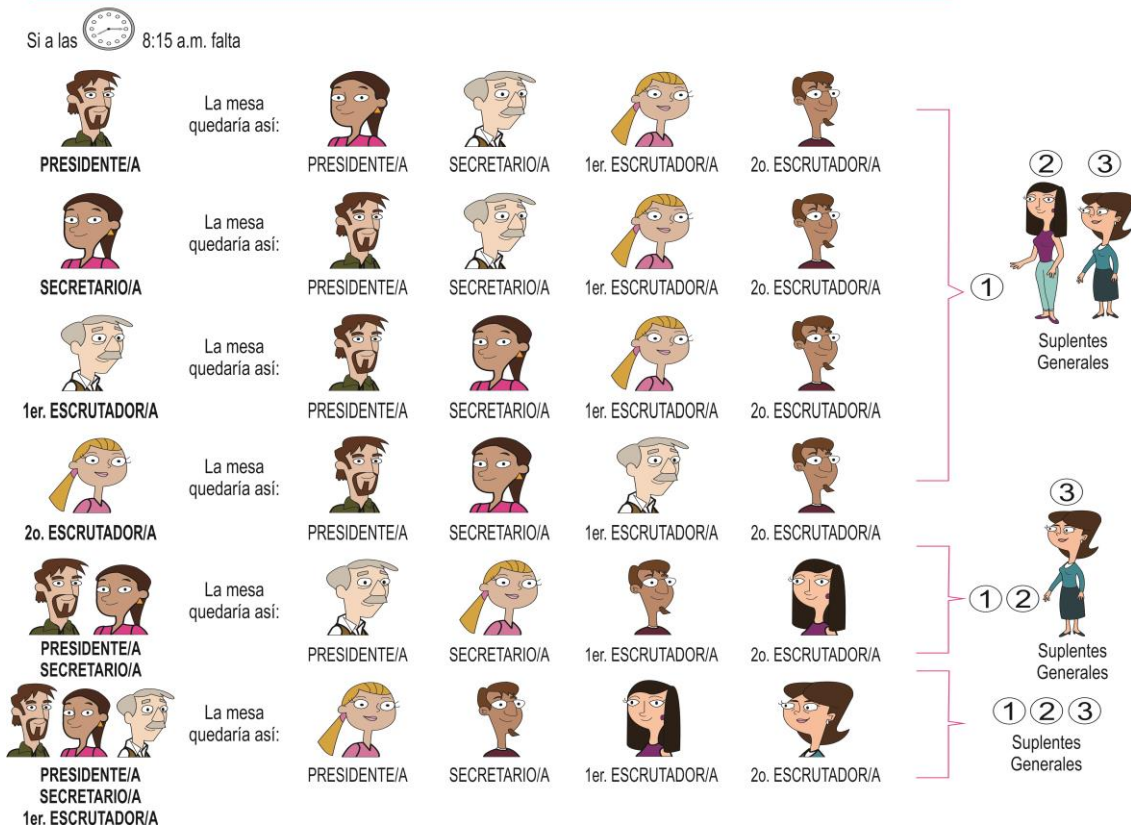 Si a las 8:15 a.m. falta
PRESIDENTE/A
La mesa
quedaría así:
PRESIDENTE/A SECRETARIO/A 1er. ESCRUTADOR/A 2o. ESCRUTADOR/A
SECRETARIO/A
La mesa
quedaría así:
PRESIDENTE/A SECRETARIO/A 1er. ESCRUTADOR/A 2o. ESCRUTADOR/A
1er. ESCRUTADOR/A
La mesa
quedaría así:
PRESIDENTE/A SECRETARIO/A 1er. ESCRUTADOR/A 2o. ESCRUTADOR/A
2o. ESCRUTADOR/A
La mesa
quedaría así:
PRESIDENTE/A SECRETARIO/A 1er. ESCRUTADOR/A 2o. ESCRUTADOR/A
2 3
1
Suplentes
Generales
PRESIDENTE/A
SECRETARIO/A
La mesa
quedaría así:
PRESIDENTE/A SECRETARIO/A 1er. ESCRUTADOR/A 2o. ESCRUTADOR/A
3
1 2
Suplentes
Generales
PRESIDENTE/A
SECRETARIO/A
1er. ESCRUTADOR/A
La mesa
quedaría así:
PRESIDENTE/A SECRETARIO/A 1er. ESCRUTADOR/A 2o. ESCRUTADOR/A
1 2 3
Suplentes
Generales